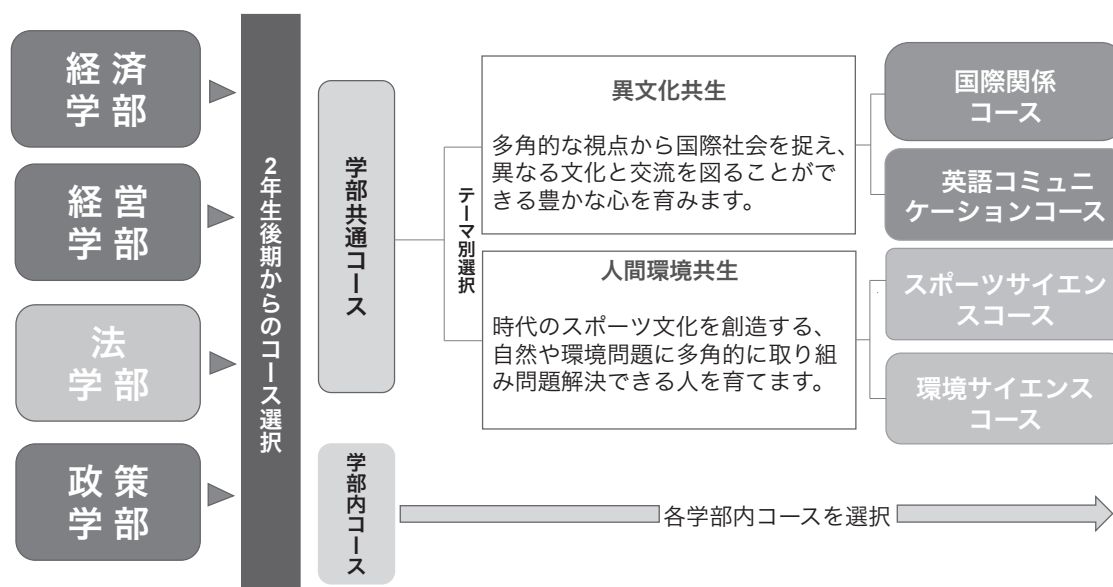 経済
学部
経営
学部
法
学部
政策
学部
2年生後期からのコース選択
学部共通コース
テーマ別選択
異文化共生
多角的な視点から国際社会を捉え、
異なる文化と交流を図ることがで
きる豊かな心を育みます。
国際関係
コース
英語コミュニ
ケーションコース
人間環境共生
時代のスポーツ文化を創造する、
自然や環境問題に多角的に取り組
み問題解決できる人を育てます。
スポーツサイエン
スコース
環境サイエンス
コース
学部内コース
各学部内コースを選択